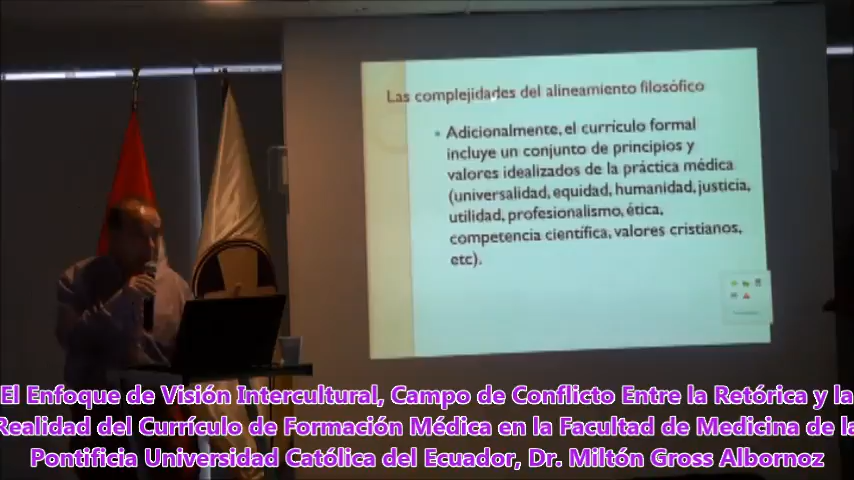 Las complejidades del alineamiento filosófico
Adicionalmente, el currículo formal
incluye un conjunto de principios y
valores idealizados de la práctica médica
(universalidad, equidad, humanidad, justicia,
utilidad, profesionalismo, ética,
competencia científica, valores cristianos,
etc).
El Enfoque de Visión Intercultural, Campo de Conflicto Entre la Retórica y la
Realidad del Currículo de Formación Médica en la Facultad de Medicina de la
Pontificia Universidad Católica del Ecuador, Dr. Miltón Gross Albornoz